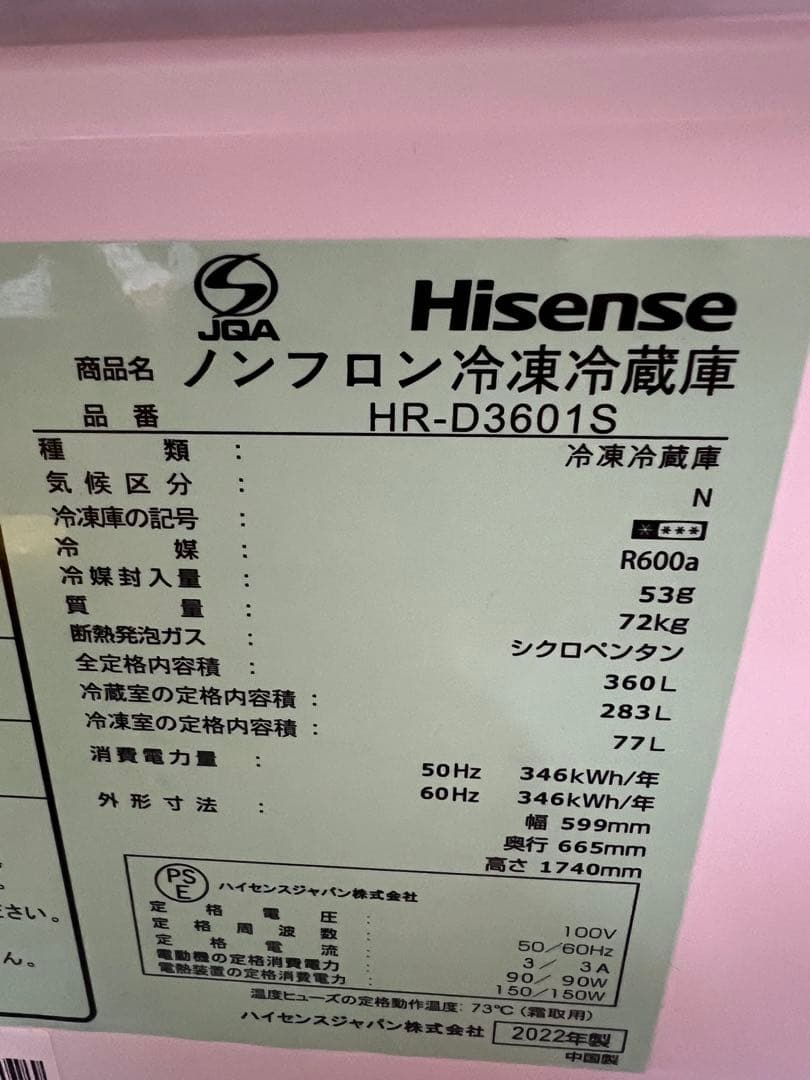 JQA
Hisense
商品名 ノンフロン冷凍冷蔵庫
品番 HR-D3601S
種類 : 冷凍冷蔵庫
気候区分 : N
冷凍庫の記号 : * ***
冷媒 : R600a
冷媒封入量 : 53g
質量 : 72kg
断熱発泡ガス : シクロペンタン
全定格内容積 : 360L
冷蔵室の定格内容積 : 283L
冷凍室の定格内容積 : 77L
消費電力量 : 50Hz 346kWh/年
60Hz 346kWh/年
外形寸法 : 幅 599mm
奥行 665mm
高さ 1740mm
PSE ハイセンスジャパン株式会社
定格電圧 : 100V
定格周波数 : 50/60Hz
定格電流 : 3/ 3A
電動機の定格消費電力 : 90/ 90W
電熱装置の定格消費電力 : 150/150W
温度ヒューズの定格動作温度: 73℃ (霜取用)
ハイセンスジャパン株式会社 2022年製
中国製
さい。
ん。